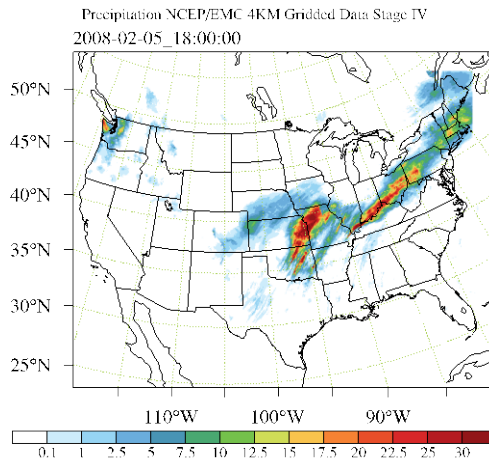 Precipitation NCEP/EMC 4KM Gridded Data Stage IV
2008-02-05_18:00:00
50°N
45°N
40°N
35°N
30°N
25°N
110°W 100°W 90°W
0.1 1 2.5 5 7.5 10 12.5 15 17.5 20 22.5 25 30